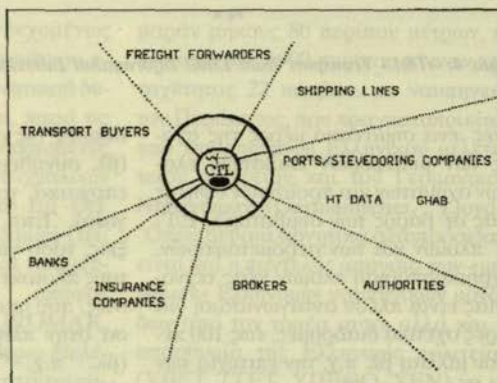 FREIGHT FORWARDERS
SHIPPING LINES
TRANSPORT BUYERS
PORTS/STEVEDORING COMPANIES
CTL
HT DATA GHAB
BANKS
INSURANCE
COMPANIES
BROKERS
AUTHORITIES